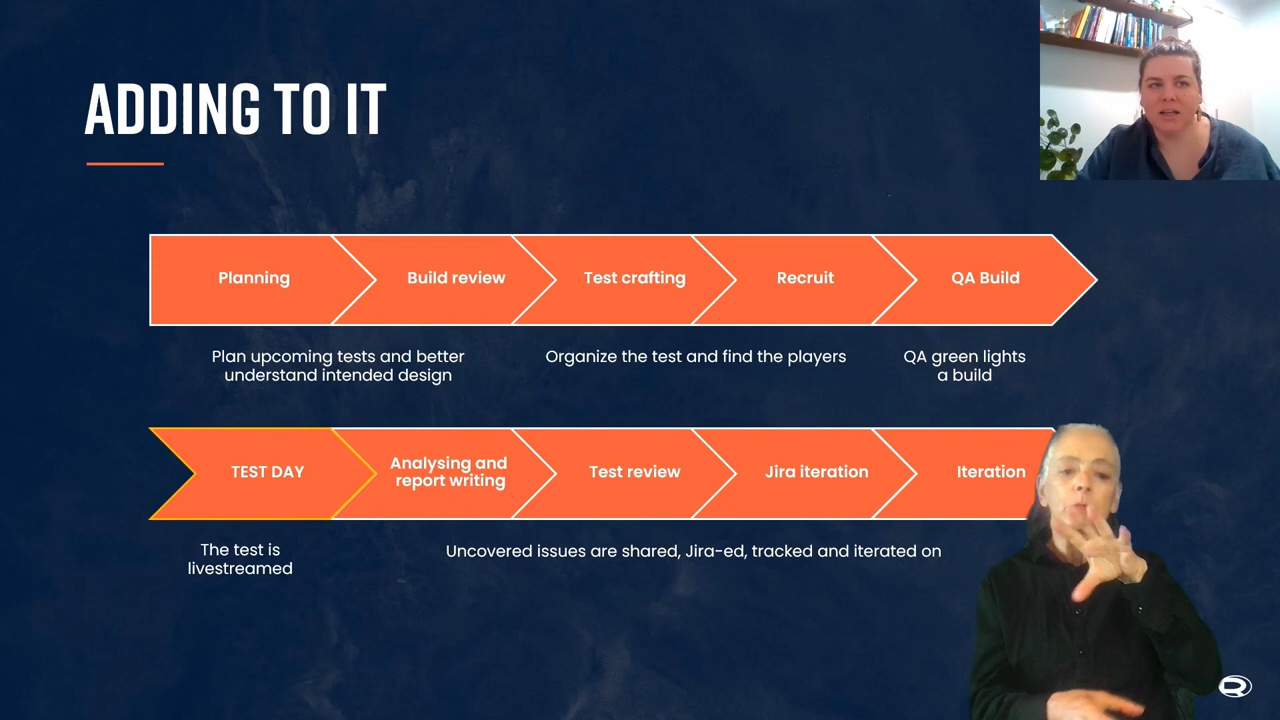 ADDING TO IT
Planning
Build review
Test crafting
Recruit
QA Build
Plan upcoming tests and better
understand intended design
Organize the test and find the players
QA green lights
a build
TEST DAY
Analysing and
report writing
Test review
Jira iteration
Iteration
The test is
livestreamed
Uncovered issues are shared, Jira-ed, tracked and iterated on